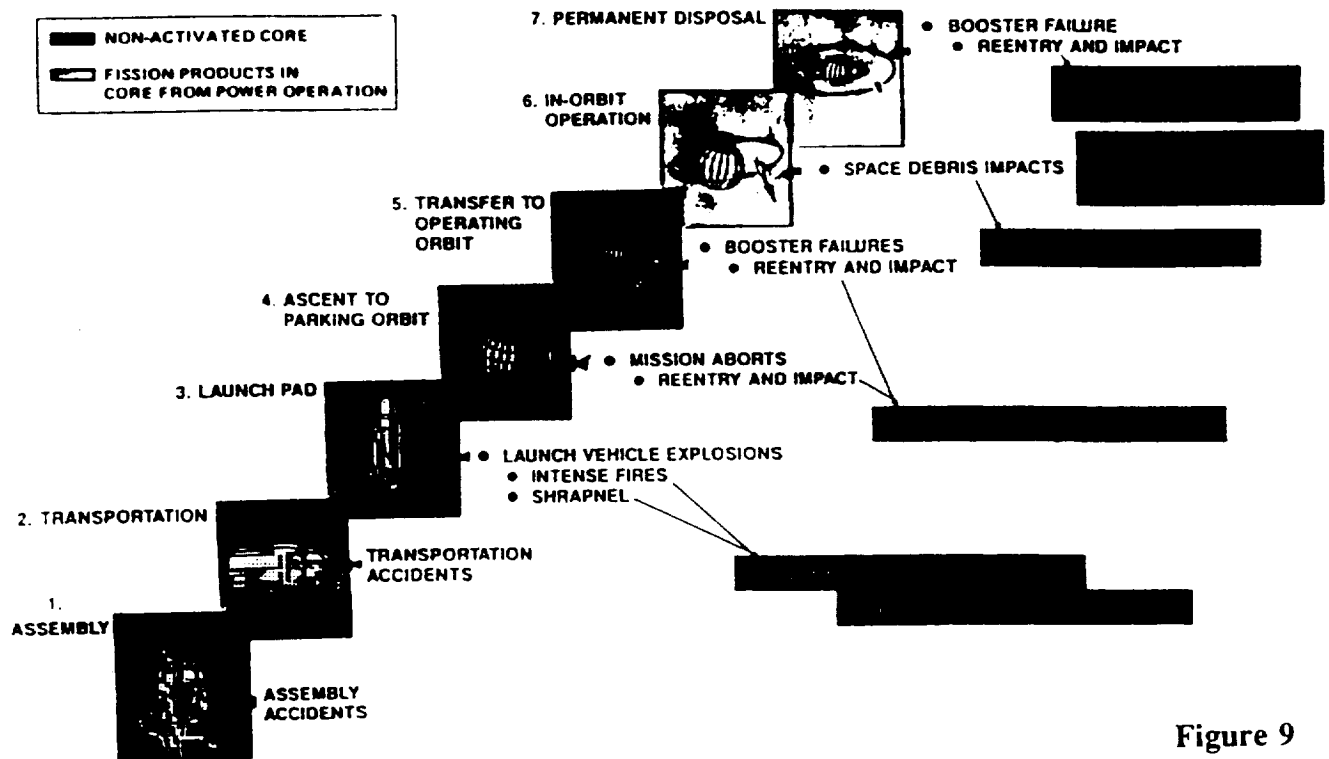 NON-ACTIVATED CORE
FISSION PRODUCTS IN
CORE FROM POWER OPERATION
7. PERMANENT DISPOSAL
• BOOSTER FAILURE
• REENTRY AND IMPACT
6. IN-ORBIT
OPERATION
• SPACE DEBRIS IMPACTS
5. TRANSFER TO
OPERATING
ORBIT
• BOOSTER FAILURES
• REENTRY AND IMPACT
4. ASCENT TO
PARKING ORBIT
• MISSION ABORTS
• REENTRY AND IMPACT
3. LAUNCH PAD
• LAUNCH VEHICLE EXPLOSIONS
• INTENSE FIRES
• SHRAPNEL
2. TRANSPORTATION
TRANSPORTATION
ACCIDENTS
1.
ASSEMBLY
ASSEMBLY
ACCIDENTS
Figure 9